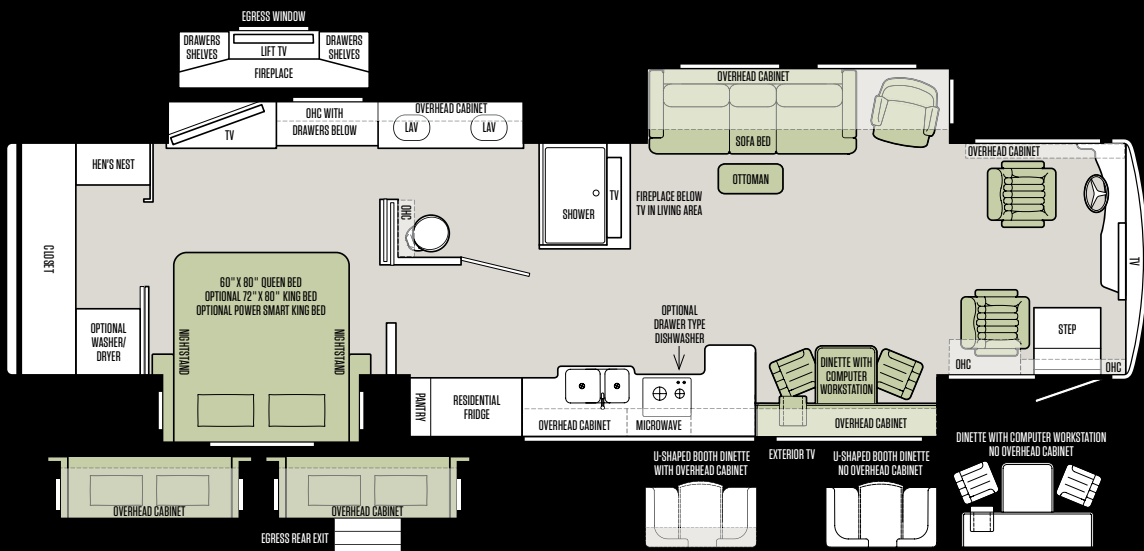 EGRESS WINDOW
DRAWERS
SHELVES
LIFT TV
DRAWERS
SHELVES
FIREPLACE
TV
OHC WITH
DRAWERS BELOW
OVERHEAD CABINET
LAV
LAV
OVERHEAD CABINET
SOFA BED
OTTOMAN
OVERHEAD CABINET
HEN'S NEST
CLOSET
OHC
SHOWER
TV
FIREPLACE BELOW
TV IN LIVING AREA
TV
60" X 80" QUEEN BED
OPTIONAL 72" X 80" KING BED
OPTIONAL POWER SMART KING BED
NIGHTSTAND
NIGHTSTAND
OPTIONAL
WASHER/
DRYER
OPTIONAL
DRAWER TYPE
DISHWASHER
STEP
OHC
OHC
DINETTE WITH
COMPUTER
WORKSTATION
PANTRY
RESIDENTIAL
FRIDGE
OVERHEAD CABINET
MICROWAVE
OVERHEAD CABINET
EXTERIOR TV
OVERHEAD CABINET
OVERHEAD CABINET
EGRESS REAR EXIT
U-SHAPED BOOTH DINETTE
WITH OVERHEAD CABINET
U-SHAPED BOOTH DINETTE
NO OVERHEAD CABINET
DINETTE WITH COMPUTER WORKSTATION
NO OVERHEAD CABINET